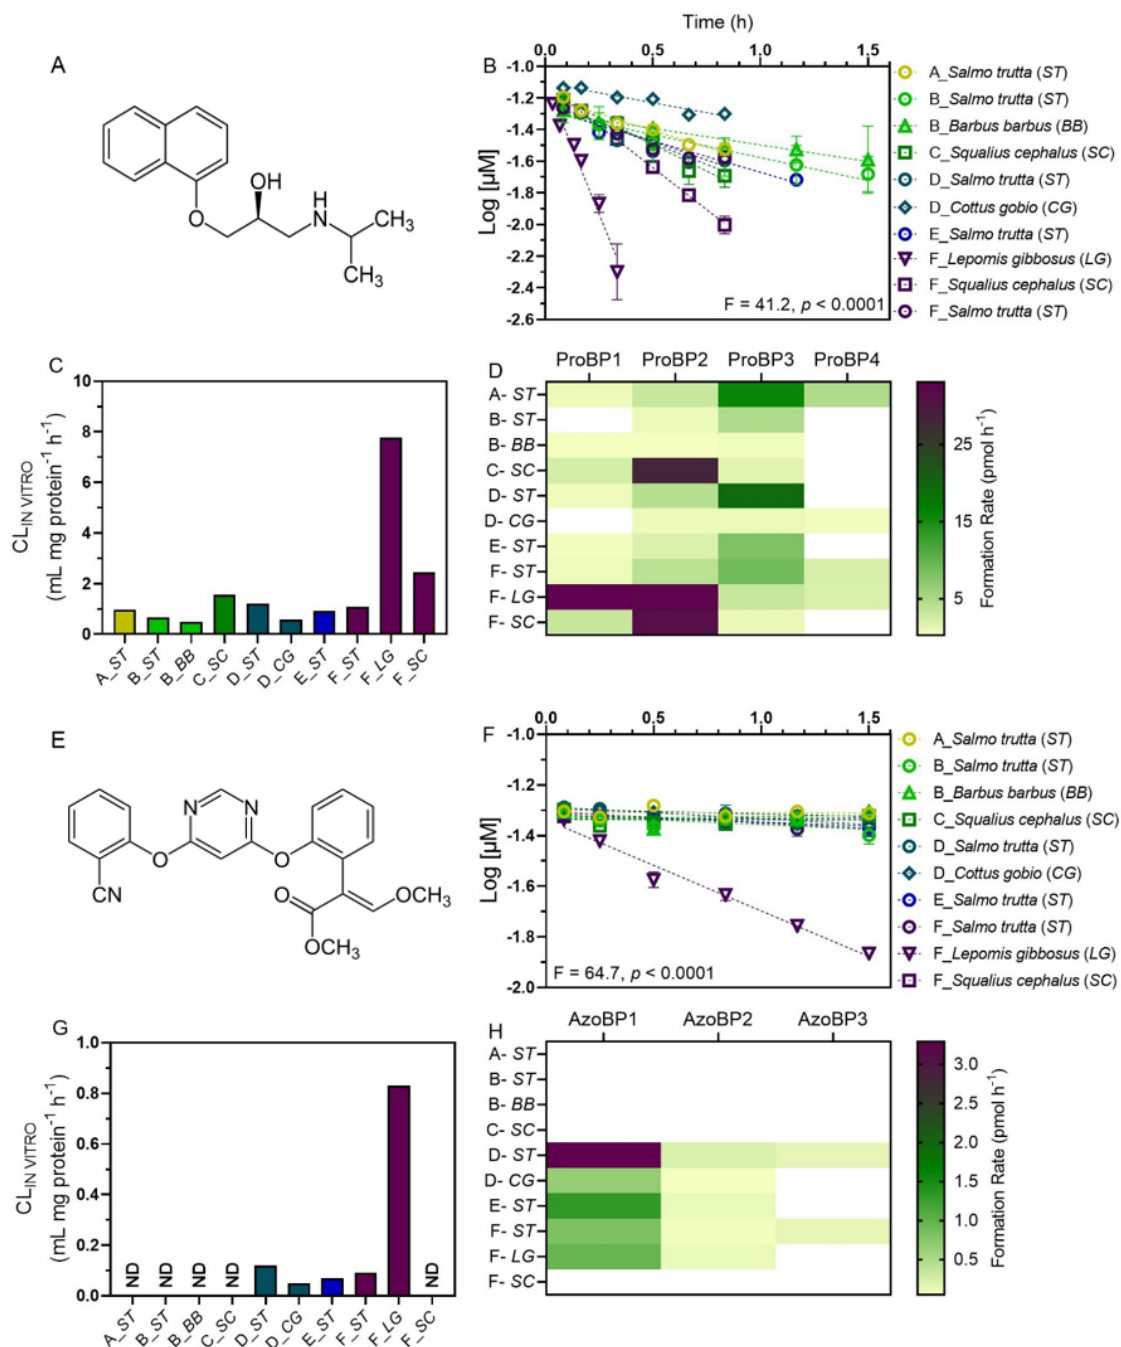 A
OH
O
H
N
CH₃
CH₃
B
Time (h)
0.0 0.5 1.0 1.5
-1.0
-1.2
-1.4
-1.6
-1.8
-2.0
-2.2
-2.4
-2.6
Log [µM]
F = 41.2, p < 0.0001
A_Salmo trutta (ST)
B_Salmo trutta (ST)
B_Barbus barbus (BB)
C_Squalius cephalus (SC)
D_Salmo trutta (ST)
D_Cottus gobio (CG)
E_Salmo trutta (ST)
F_Lepomis gibbosus (LG)
F_Squalius cephalus (SC)
F_Salmo trutta (ST)
C
CL IN VITRO
(mL mg protein⁻¹ h⁻¹)
10
8
6
4
2
0
A_ST B_ST B_BB C_SC D_ST D_CG E_ST F_ST F_LG F_SC
D
ProBP1 ProBP2 ProBP3 ProBP4
A- ST
B- ST
B- BB
C- SC
D- ST
D- CG
E- ST
F- ST
F- LG
F- SC
25
15
5
Formation Rate (pmol h⁻¹)
E
N N
O O
CN
O
OCH₃
OCH₃
F
0.0 0.5 1.0 1.5
-1.0
-1.2
-1.4
-1.6
-1.8
-2.0
Log [µM]
F = 64.7, p < 0.0001
A_Salmo trutta (ST)
B_Salmo trutta (ST)
B_Barbus barbus (BB)
C_Squalius cephalus (SC)
D_Salmo trutta (ST)
D_Cottus gobio (CG)
E_Salmo trutta (ST)
F_Salmo trutta (ST)
F_Lepomis gibbosus (LG)
F_Squalius cephalus (SC)
G
CL IN VITRO
(mL mg protein⁻¹ h⁻¹)
1.0
0.8
0.6
0.4
0.2
0.0
ND ND ND ND ND
A_ST B_ST B_BB C_SC D_ST D_CG E_ST F_ST F_LG F_SC
H
AzoBP1 AzoBP2 AzoBP3
A- ST
B- ST
B- BB
C- SC
D- ST
D- CG
E- ST
F- ST
F- LG
F- SC
3.0
2.5
2.0
1.5
1.0
0.5
Formation Rate (pmol h⁻¹)